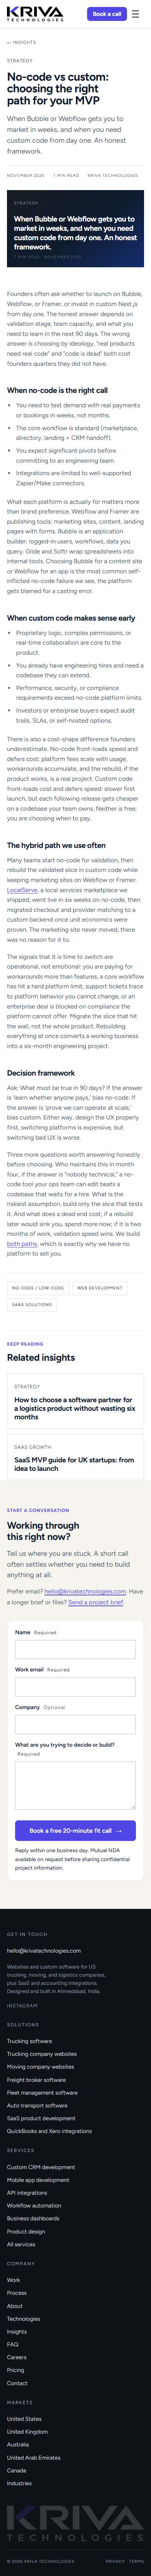 KRIVA
TECHNOLOGIES
Book a call
← INSIGHTS
STRATEGY
No-code vs custom:
choosing the right
path for your MVP
When Bubble or Webflow gets you to
market in weeks, and when you need
custom code from day one. An honest
framework.
NOVEMBER 2025 7 MIN READ KRIVA TECHNOLOGIES
STRATEGY
When Bubble or Webflow gets you to
market in weeks, and when you need
custom code from day one. An honest
framework.
7 MIN READ · NOVEMBER 2025
Founders often ask whether to launch on Bubble,
Webflow, or Framer, or invest in custom Next.js
from day one. The honest answer depends on
validation stage, team capacity, and what you
need to learn in the next 90 days. The wrong
answer is choosing by ideology, "real products
need real code" and "code is dead" both cost
founders quarters they did not have.
When no-code is the right call
• You need to test demand with real payments
or bookings in weeks, not months.
• The core workflow is standard (marketplace,
directory, landing + CRM handoff).
• You expect significant pivots before
committing to an engineering team.
• Integrations are limited to well-supported
Zapier/Make connectors.
What each platform is actually for matters more
than tool preference. Webflow and Framer are
publishing tools: marketing sites, content, landing
pages with forms. Bubble is an application
builder: logged-in users, workflows, data you
query. Glide and Softr wrap spreadsheets into
internal tools. Choosing Bubble for a content site
or Webflow for an app is the most common self-
inflicted no-code failure we see, the platform
gets blamed for a casting error.
When custom code makes sense early
• Proprietary logic, complex permissions, or
real-time collaboration are core to the
product.
• You already have engineering hires and need a
codebase they can extend.
• Performance, security, or compliance
requirements exceed no-code platform limits.
• Investors or enterprise buyers expect audit
trails, SLAs, or self-hosted options.
There is also a cost-shape difference founders
underestimate. No-code front-loads speed and
defers cost: platform fees scale with usage,
workarounds accumulate, and the rebuild, if the
product works, is a real project. Custom code
front-loads cost and defers speed: slower first
launch, but each following release gets cheaper
on a codebase your team owns. Neither is free;
you are choosing when to pay.
The hybrid path we use often
Many teams start no-code for validation, then
rebuild the validated slice in custom code while
keeping marketing sites on Webflow or Framer.
LocalServe, a local services marketplace we
shipped, went live in six weeks on no-code, then
migrated checkout and provider matching to a
custom stack once unit economics were
proven. The marketing site never moved, there
was no reason for it to.
The signals that it is time to switch are
operational, not emotional: you are paying for
features the platform fights, a core workflow
has hit a hard platform limit, support tickets trace
to platform behavior you cannot change, or an
enterprise deal is blocked on controls the
platform cannot offer. Migrate the slice that hit
the limit, not the whole product. Rebuilding
everything at once converts a working business
into a six-month engineering project.
Decision framework
Ask: What must be true in 90 days? If the answer
is "learn whether anyone pays,' bias no-code. If
the answer is 'prove we can operate at scale,'
bias custom. Either way, design the UX properly
first, switching platforms is expensive, but
switching bad UX is worse.
Three more questions worth answering honestly
before choosing. Who maintains this in month
four, and if the answer is "nobody technical," a no-
code tool your ops team can edit beats a
codebase that needs a hire. What is the most
regulated assumption, build only the slice that tests
it. And what does a dead end cost, if a rebuild
later would sink you, spend more now; if it is two
months of work, validation speed wins. We build
both paths, which is exactly why we have no
platform to sell you.
NO-CODE / LOW-CODE
WEB DEVELOPMENT
SAAS SOLUTIONS
KEEP READING
Related insights
STRATEGY
How to choose a software partner for
a logistics product without wasting six
months
SAAS GROWTH
SaaS MVP guide for UK startups: from
idea to launch
START A CONVERSATION
Working through
this right now?
Tell us where you are stuck. A short call
often settles whether you need to build
anything at all.
Prefer email? hello@krivatechnologies.com. Have
a longer brief or files? Send a project brief.
Name Required
Work email Required
Company Optional
What are you trying to decide or build?
Required
Book a free 20-minute fit call →
Reply within one business day. Mutual NDA
available on request before sharing confidential
project information.
GET IN TOUCH
hello@krivatechnologies.com
Websites and custom software for US
trucking, moving, and logistics companies,
plus SaaS and accounting integrations.
Designed and built in Ahmedabad, India.
INSTAGRAM
SOLUTIONS
Trucking software
Trucking company websites
Moving company websites
Freight broker software
Fleet management software
Auto transport software
SaaS product development
QuickBooks and Xero integrations
SERVICES
Custom CRM development
Mobile app development
API integrations
Workflow automation
Business dashboards
Product design
All services
COMPANY
Work
Process
About
Technologies
Insights
FAQ
Careers
Pricing
Contact
MARKETS
United States
United Kingdom
Australia
United Arab Emirates
Canada
Industries
KRIVA
TECHNOLOGIES
© 2026 KRIVA TECHNOLOGIES PRIVACY TERMS